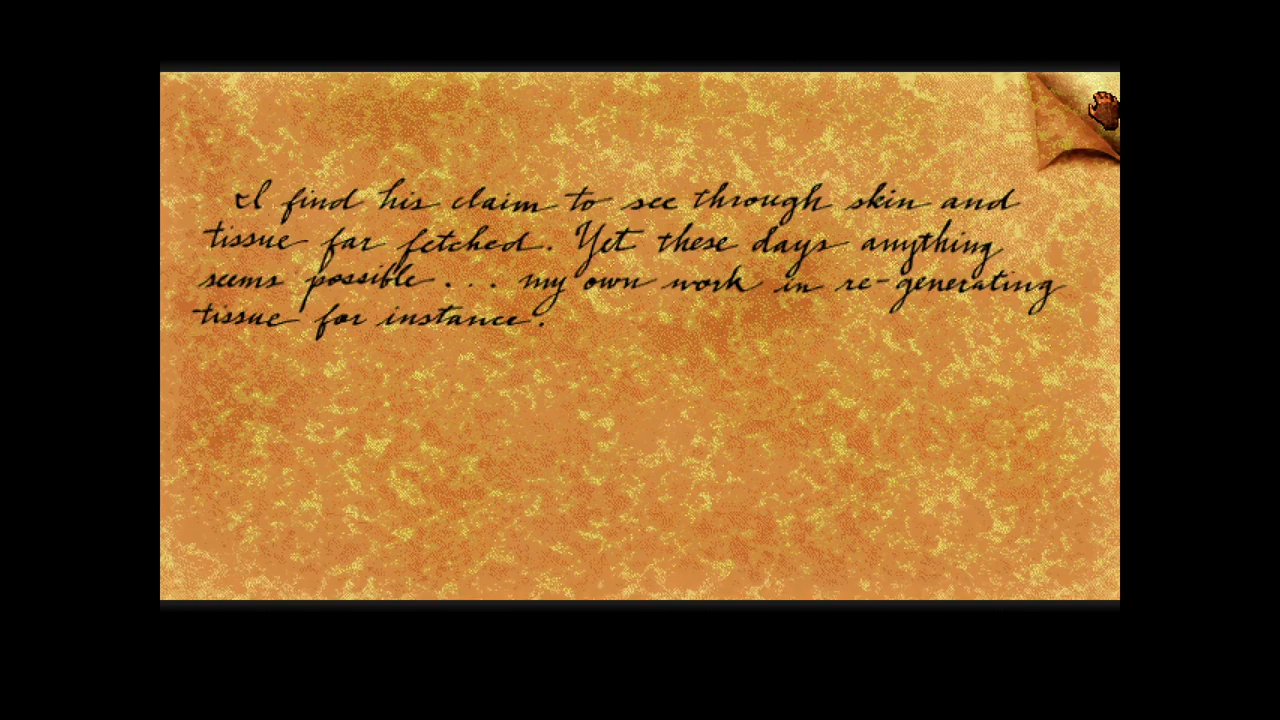 I find his claim to see through skin and
tissue far fetched. Yet these days anything
seems possible . . . my own work in re-generating
tissue for instance.